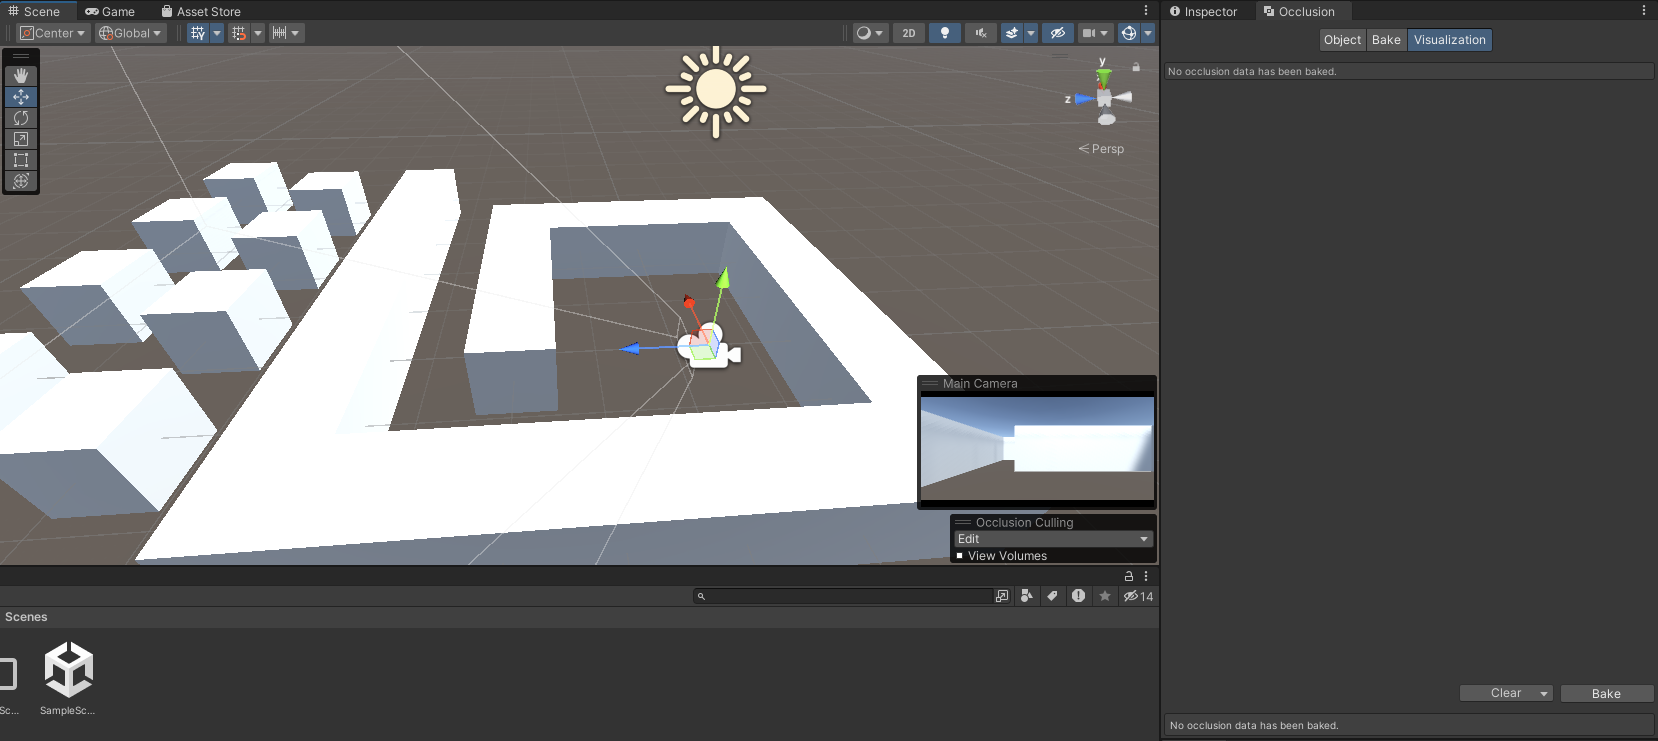 Scene Game Asset Store
Inspector Occlusion
Center Global 2D
Object Bake Visualization
No occlusion data has been baked.
y
z
Persp
Main Camera
Occlusion Culling
Edit
View Volumes
14
Scenes
Sc... SampleSc...
Clear Bake
No occlusion data has been baked.